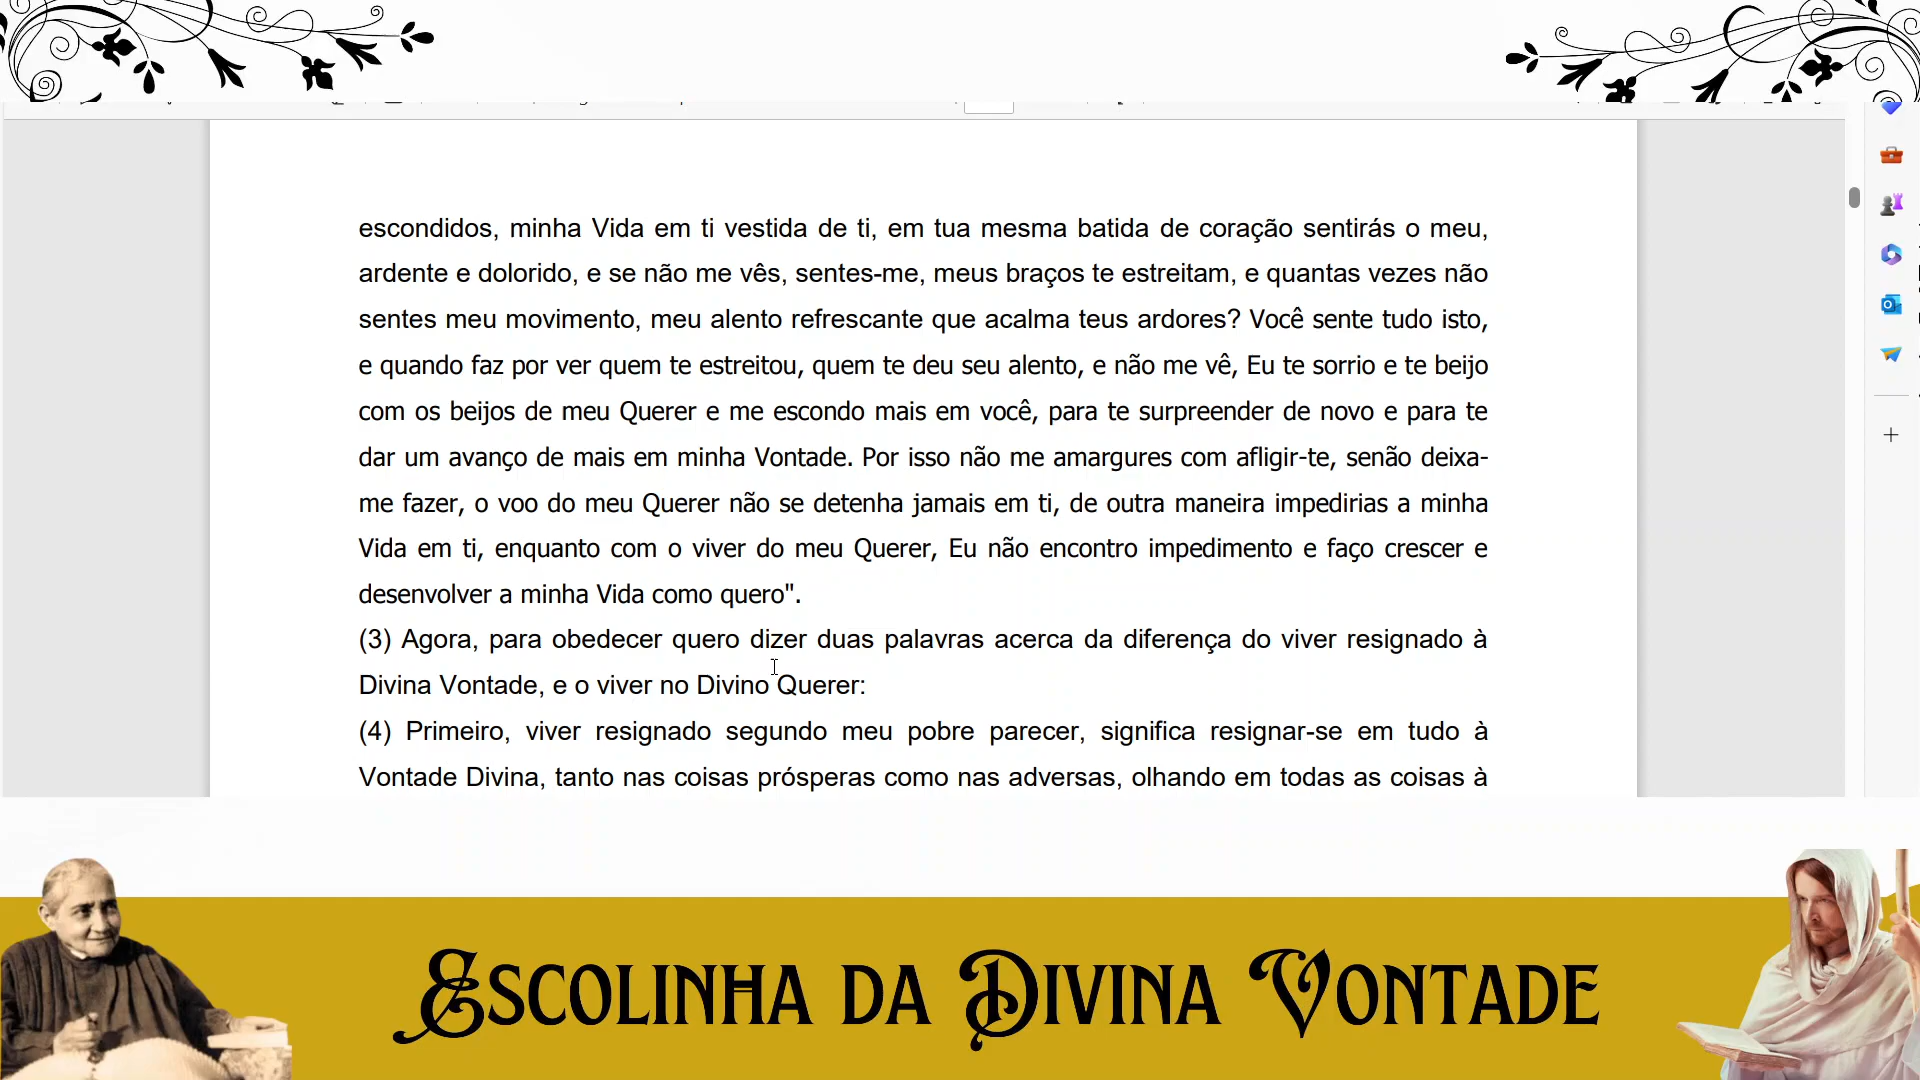 escondidos, minha Vida em ti vestida de ti, em tua mesma batida de coração sentirás o meu,
ardente e dolorido, e se não me vês, sentes-me, meus braços te estreitam, e quantas vezes não
sentes meu movimento, meu alento refrescante que acalma teus ardores? Você sente tudo isto,
e quando faz por ver quem te estreitou, quem te deu seu alento, e não me vê, Eu te sorrio e te beijo
com os beijos de meu Querer e me escondo mais em você, para te surpreender de novo e para te
dar um avanço de mais em minha Vontade. Por isso não me amargures com afligir-te, senão deixa-
me fazer, o voo do meu Querer não se detenha jamais em ti, de outra maneira impedirias a minha
Vida em ti, enquanto com o viver do meu Querer, Eu não encontro impedimento e faço crescer e
desenvolver a minha Vida como quero".
(3) Agora, para obedecer quero dizer duas palavras acerca da diferença do viver resignado à
Divina Vontade, e o viver no Divino Querer:
(4) Primeiro, viver resignado segundo meu pobre parecer, significa resignar-se em tudo à
Vontade Divina, tanto nas coisas prósperas como nas adversas, olhando em todas as coisas à
Escolinha da Divina Vontade